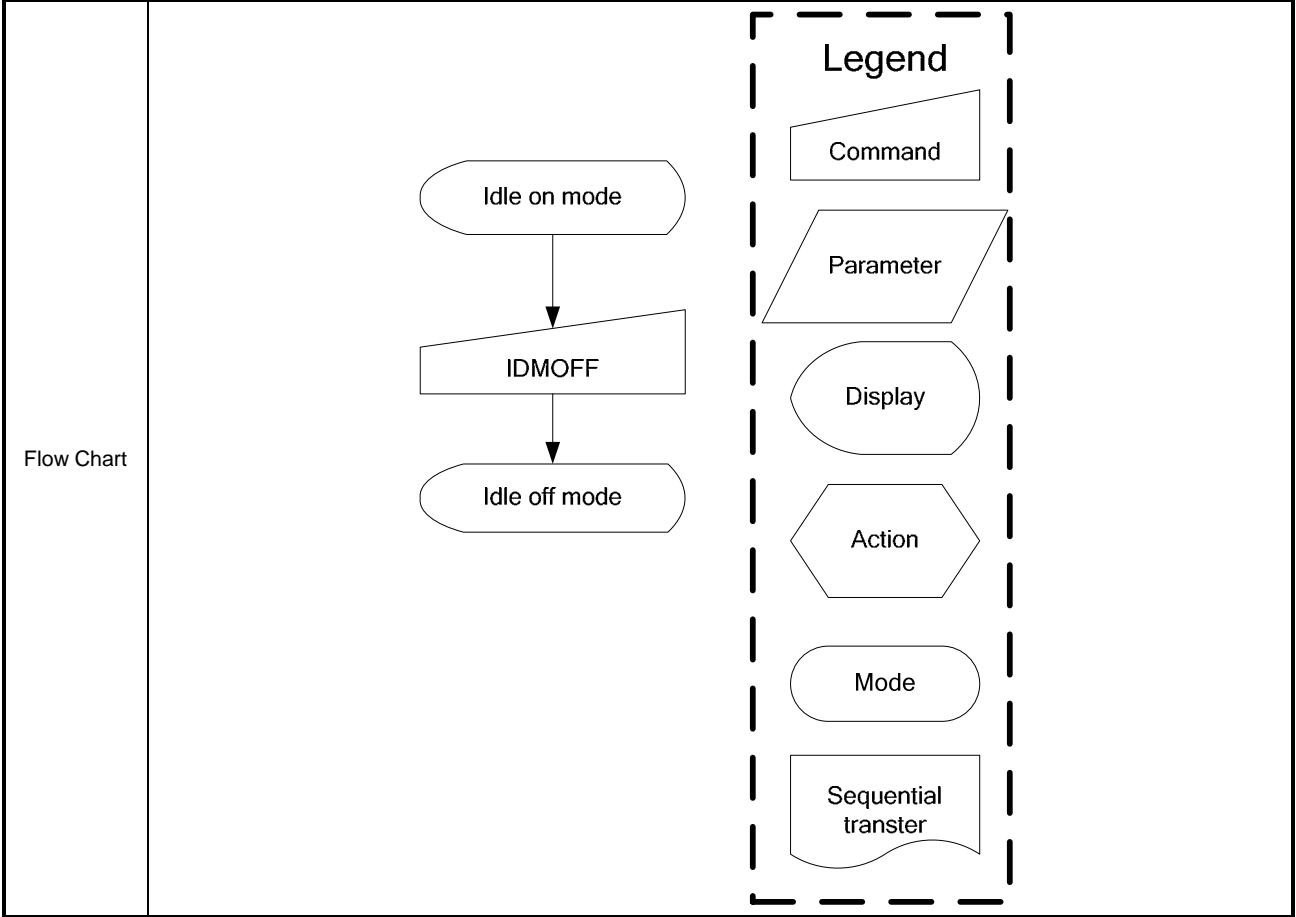 Flow Chart
Idle on mode
IDMOFF
Idle off mode
Legend
Command
Parameter
Display
Action
Mode
Sequential
transter